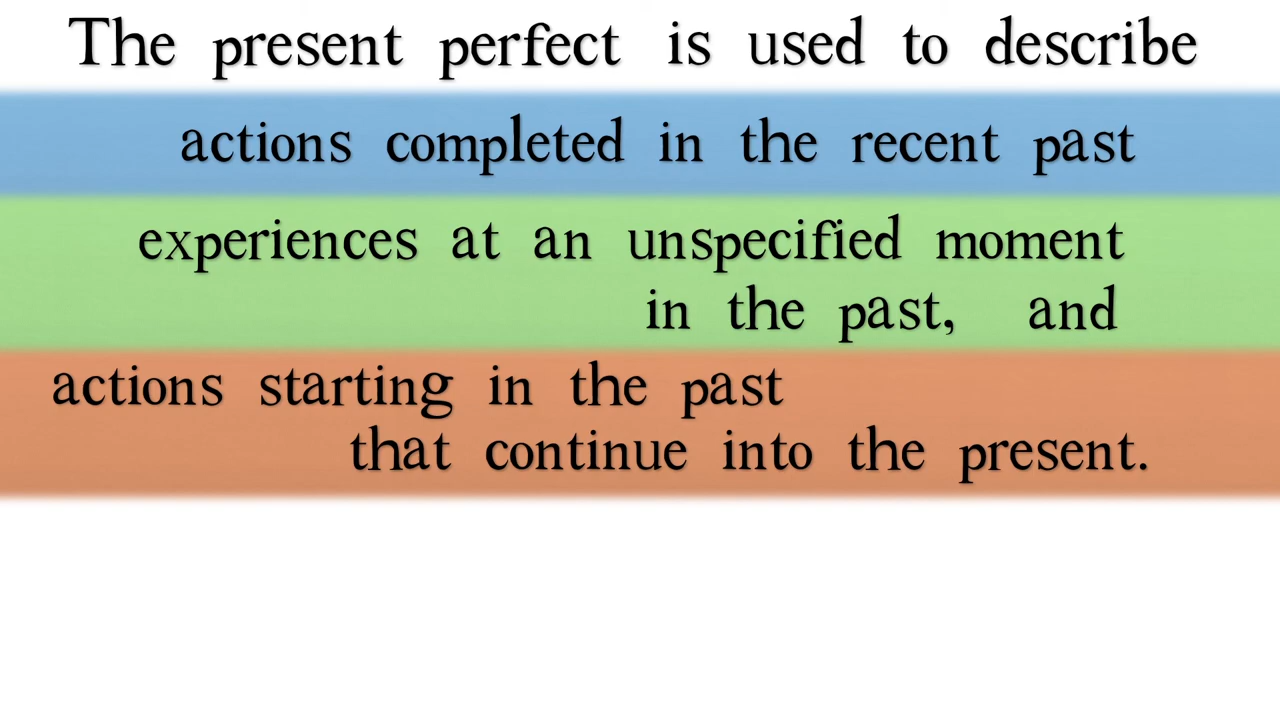 The present perfect is used to describe
actions completed in the recent past
experiences at an unspecified moment
in the past, and
actions starting in the past
that continue into the present.